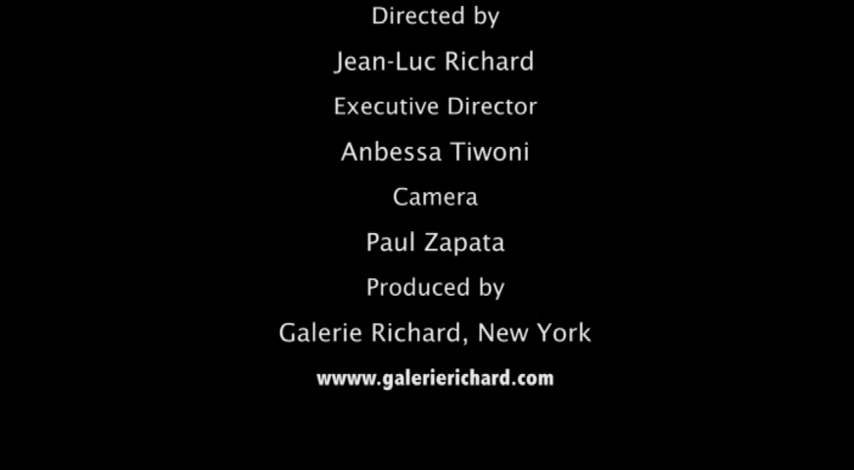 Directed by
Jean-Luc Richard
Executive Director
Anbessa Tiwoni
Camera
Paul Zapata
Produced by
Galerie Richard, New York
wwww.galerierichard.com